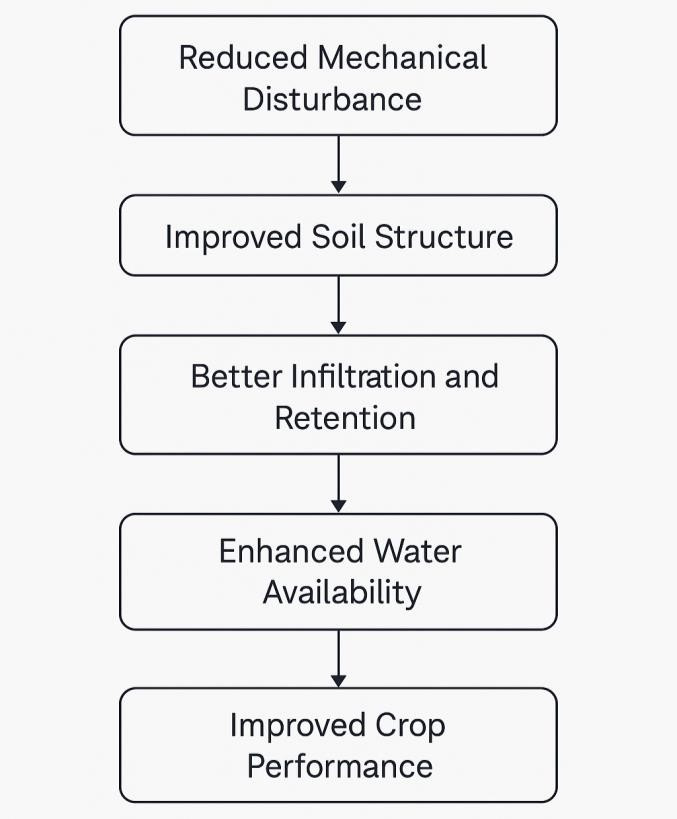 Reduced Mechanical
Disturbance
Improved Soil Structure
Better Infiltration and
Retention
Enhanced Water
Availability
Improved Crop
Performance